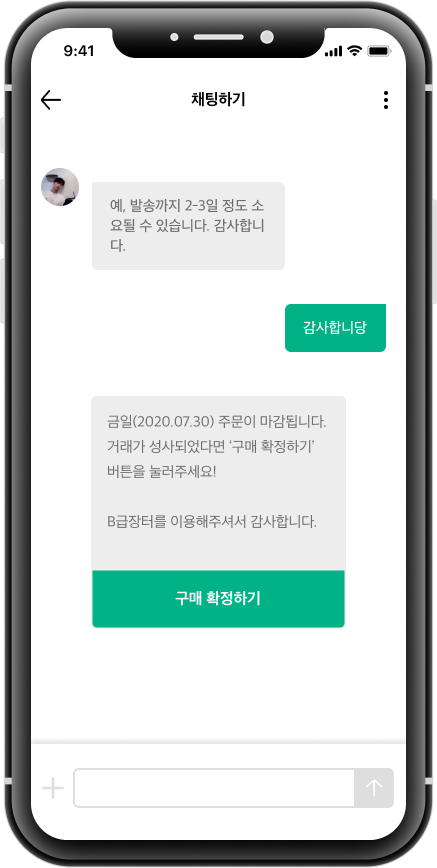 9:41
채팅하기
예, 발송까지 2-3일 정도 소
요될 수 있습니다. 감사합니
다.
감사합니당
금일(2020.07.30) 주문이 마감됩니다.
거래가 성사되었다면 ‘구매 확정하기’
버튼을 눌러주세요!
B급장터를 이용해주셔서 감사합니다.
구매 확정하기